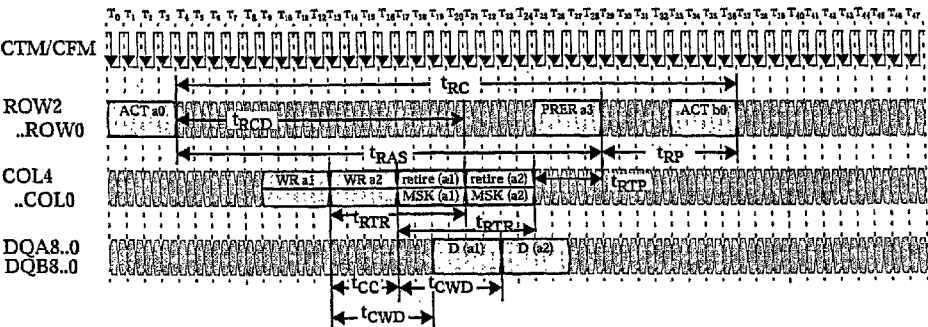 T0 T1 T2 T3 T4 T5 T6 T7 T8 T9 T10 T11 T12 T13 T14 T15 T16 T17 T18 T19 T20 T21 T22 T23 T24 T25 T26 T27 T28 T29 T30 T31 T32 T33 T34 T35 T36 T37 T38 T39 T40 T41 T42 T43 T44 T45 T46 T47
CTM/CFM
tRC
ROW2
..ROW0
ACT a0
PRER a3
ACT b0
tRCD
tRAS
tRP
COL4
..COL0
WR a1
WR a2
retire (a1)
retire (a2)
MSK (a1)
MSK (a2)
tRTP
tRTR
tRTR
DQA8..0
DQB8..0
D (a1)
D (a2)
tCC
tCWD
tCWD